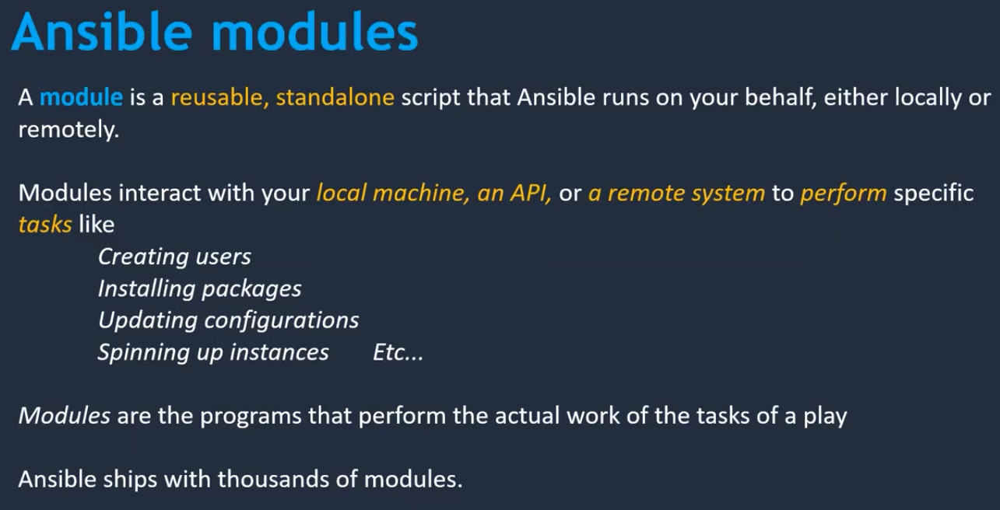 Ansible modules
A module is a reusable, standalone script that Ansible runs on your behalf, either locally or
remotely.
Modules interact with your local machine, an API, or a remote system to perform specific
tasks like
Creating users
Installing packages
Updating configurations
Spinning up instances Etc...
Modules are the programs that perform the actual work of the tasks of a play
Ansible ships with thousands of modules.